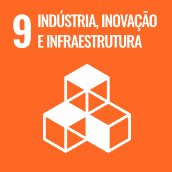 9 INDÚSTRIA, INOVAÇÃO
E INFRAESTRUTURA